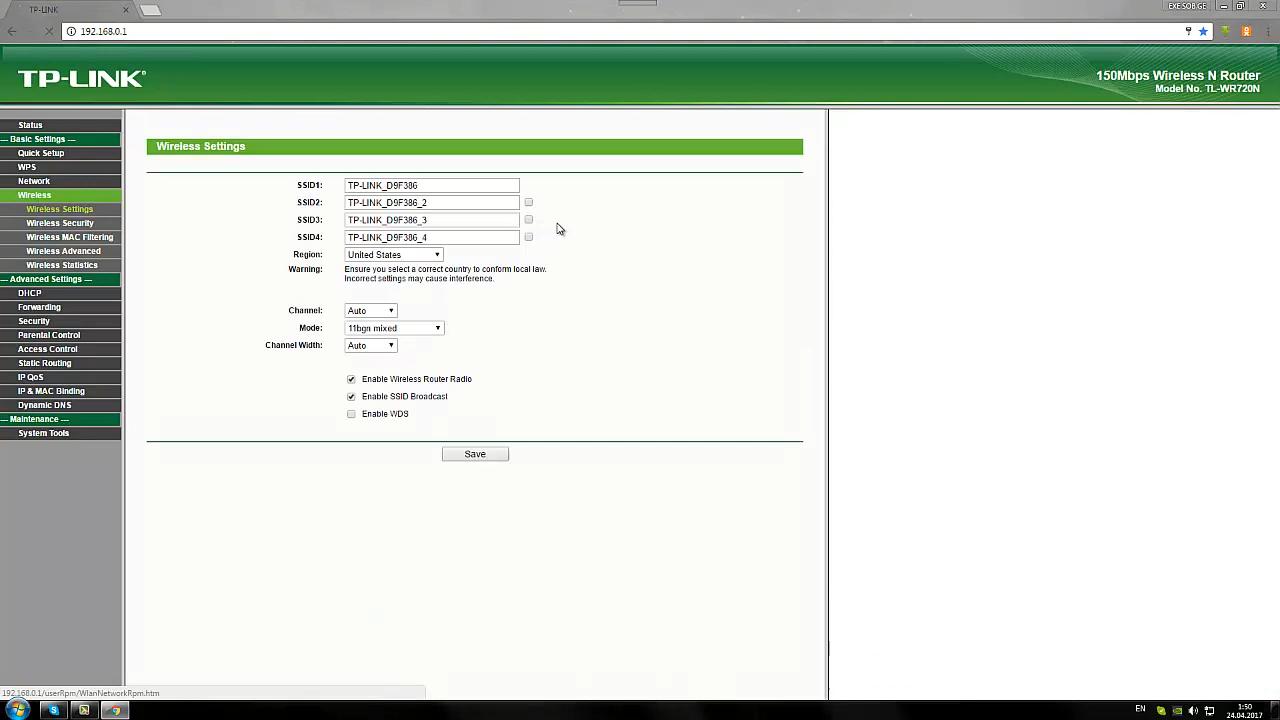 TP-LINK
EXE.SOB.GE
192.168.0.1
TP-LINK®
150Mbps Wireless N Router
Model No. TL-WR720N
Status
--- Basic Settings ---
Quick Setup
WPS
Network
Wireless
Wireless Settings
Wireless Security
Wireless MAC Filtering
Wireless Advanced
Wireless Statistics
--- Advanced Settings ---
DHCP
Forwarding
Security
Parental Control
Access Control
Static Routing
IP QoS
IP & MAC Binding
Dynamic DNS
--- Maintenance ---
System Tools
Wireless Settings
SSID1: TP-LINK_D9F386
SSID2: TP-LINK_D9F386_2
SSID3: TP-LINK_D9F386_3
SSID4: TP-LINK_D9F386_4
Region: United States
Warning: Ensure you select a correct country to conform local law.
Incorrect settings may cause interference.
Channel: Auto
Mode: 11bgn mixed
Channel Width: Auto
Enable Wireless Router Radio
Enable SSID Broadcast
Enable WDS
Save
192.168.0.1/userRpm/WlanNetworkRpm.htm
EN
1:50
24.04.2017